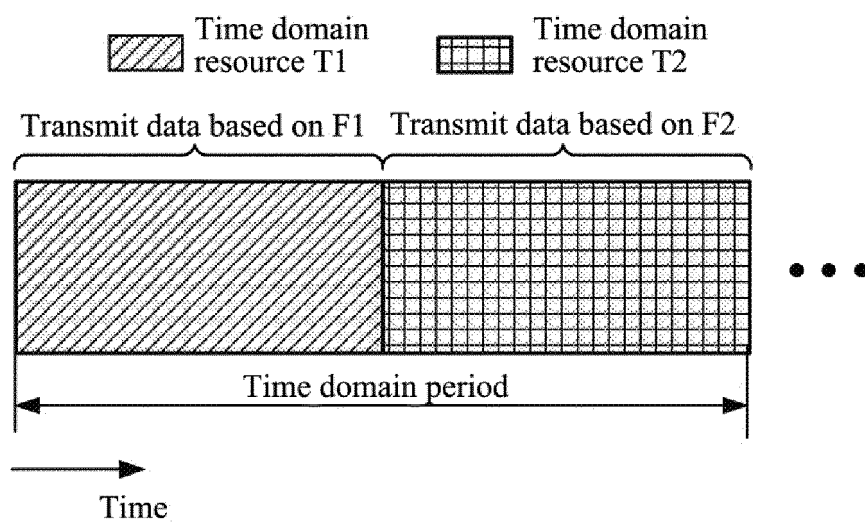 Time domain
resource T1
Time domain
resource T2
Transmit data based on F1
Transmit data based on F2
Time domain period
Time